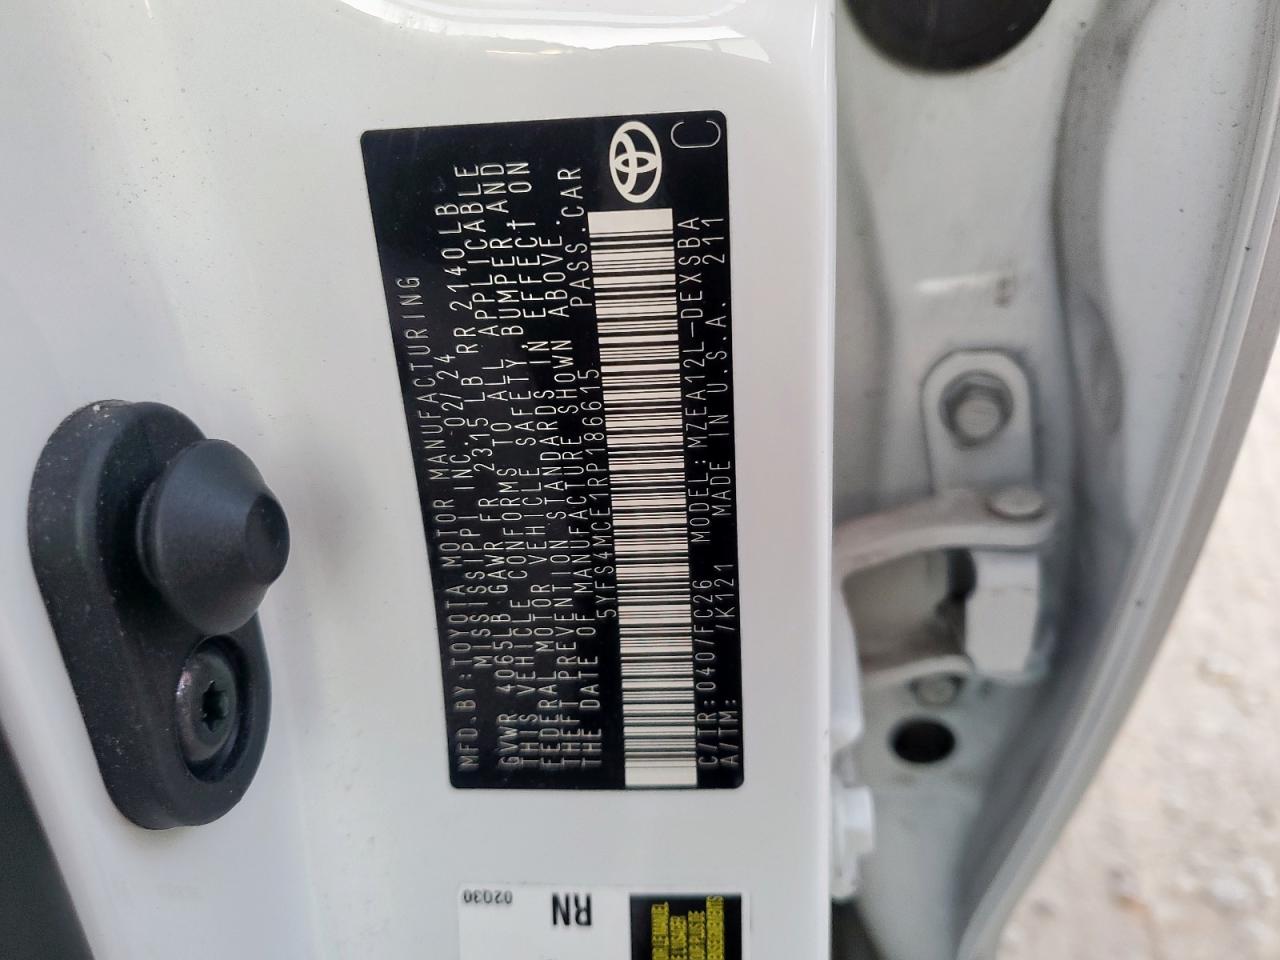 MFD.BY:TOYOTA MOTOR MANUFACTURING
MISSISSIPPI INC. 02/24
GVWR 4065LB GAWR FR 2315 LB RR 2140 LB
THIS VEHICLE CONFORMS TO ALL APPLICABLE
FEDERAL MOTOR VEHICLE SAFETY, BUMPER AND
THEFT PREVENTION STANDARDS IN EFFECT ON
THE DATE OF MANUFACTURE SHOWN ABOVE.
5YFS4MCE1RP186615 PASS.CAR
C/TR:0407/FC26 MODEL:MZEA12L-DEXSBA
A/TM: /K121 MADE IN U.S.A. 211
C
02030
RN